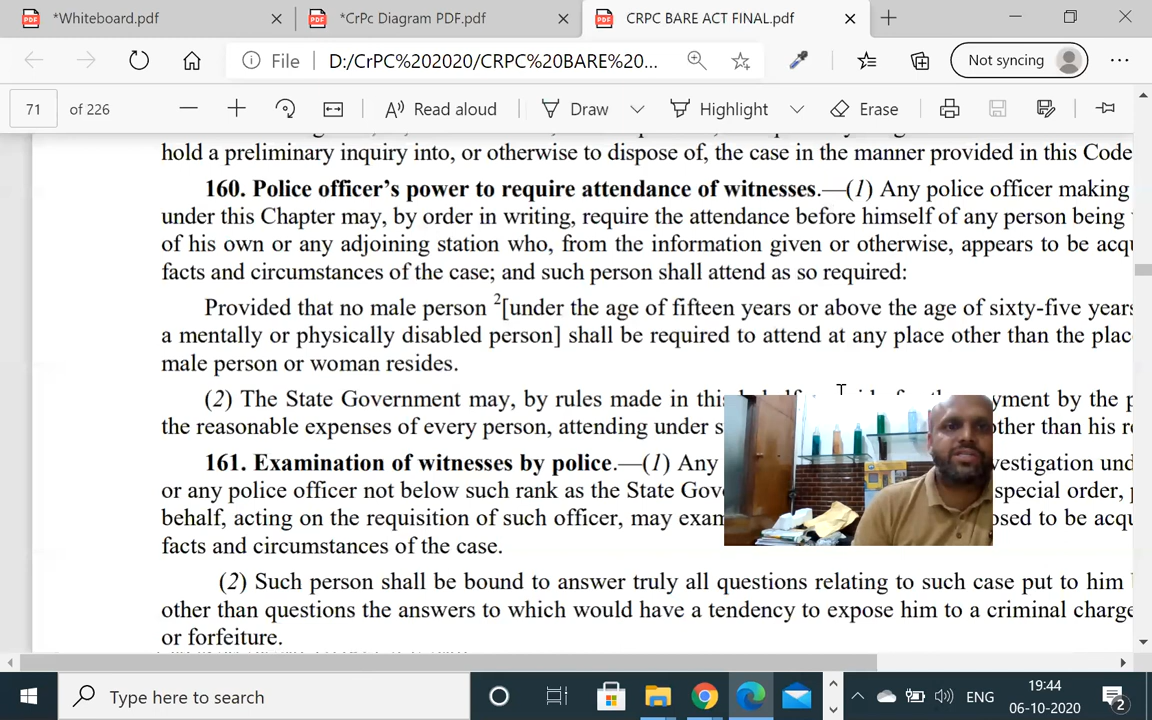 *Whiteboard.pdf
*CrPc Diagram PDF.pdf
CRPC BARE ACT FINAL.pdf
File D:/CrPC%202020/CRPC%20BARE%20...
Not syncing
71 of 226
Read aloud
Draw
Highlight
Erase
hold a preliminary inquiry into, or otherwise to dispose of, the case in the manner provided in this Code
160. Police officer's power to require attendance of witnesses.—(1) Any police officer making
under this Chapter may, by order in writing, require the attendance before himself of any person being
of his own or any adjoining station who, from the information given or otherwise, appears to be acqu
facts and circumstances of the case; and such person shall attend as so required:
Provided that no male person 2[under the age of fifteen years or above the age of sixty-five years
a mentally or physically disabled person] shall be required to attend at any place other than the plac
male person or woman resides.
(2) The State Government may, by rules made in this by the p
the reasonable expenses of every person, attending under s other than his r
161. Examination of witnesses by police.—(1) Any vestigation und
or any police officer not below such rank as the State Gov special order, p
behalf, acting on the requisition of such officer, may exam osed to be acqu
facts and circumstances of the case.
(2) Such person shall be bound to answer truly all questions relating to such case put to him
other than questions the answers to which would have a tendency to expose him to a criminal charge
or forfeiture.
Type here to search
ENG
19:44
06-10-2020
2